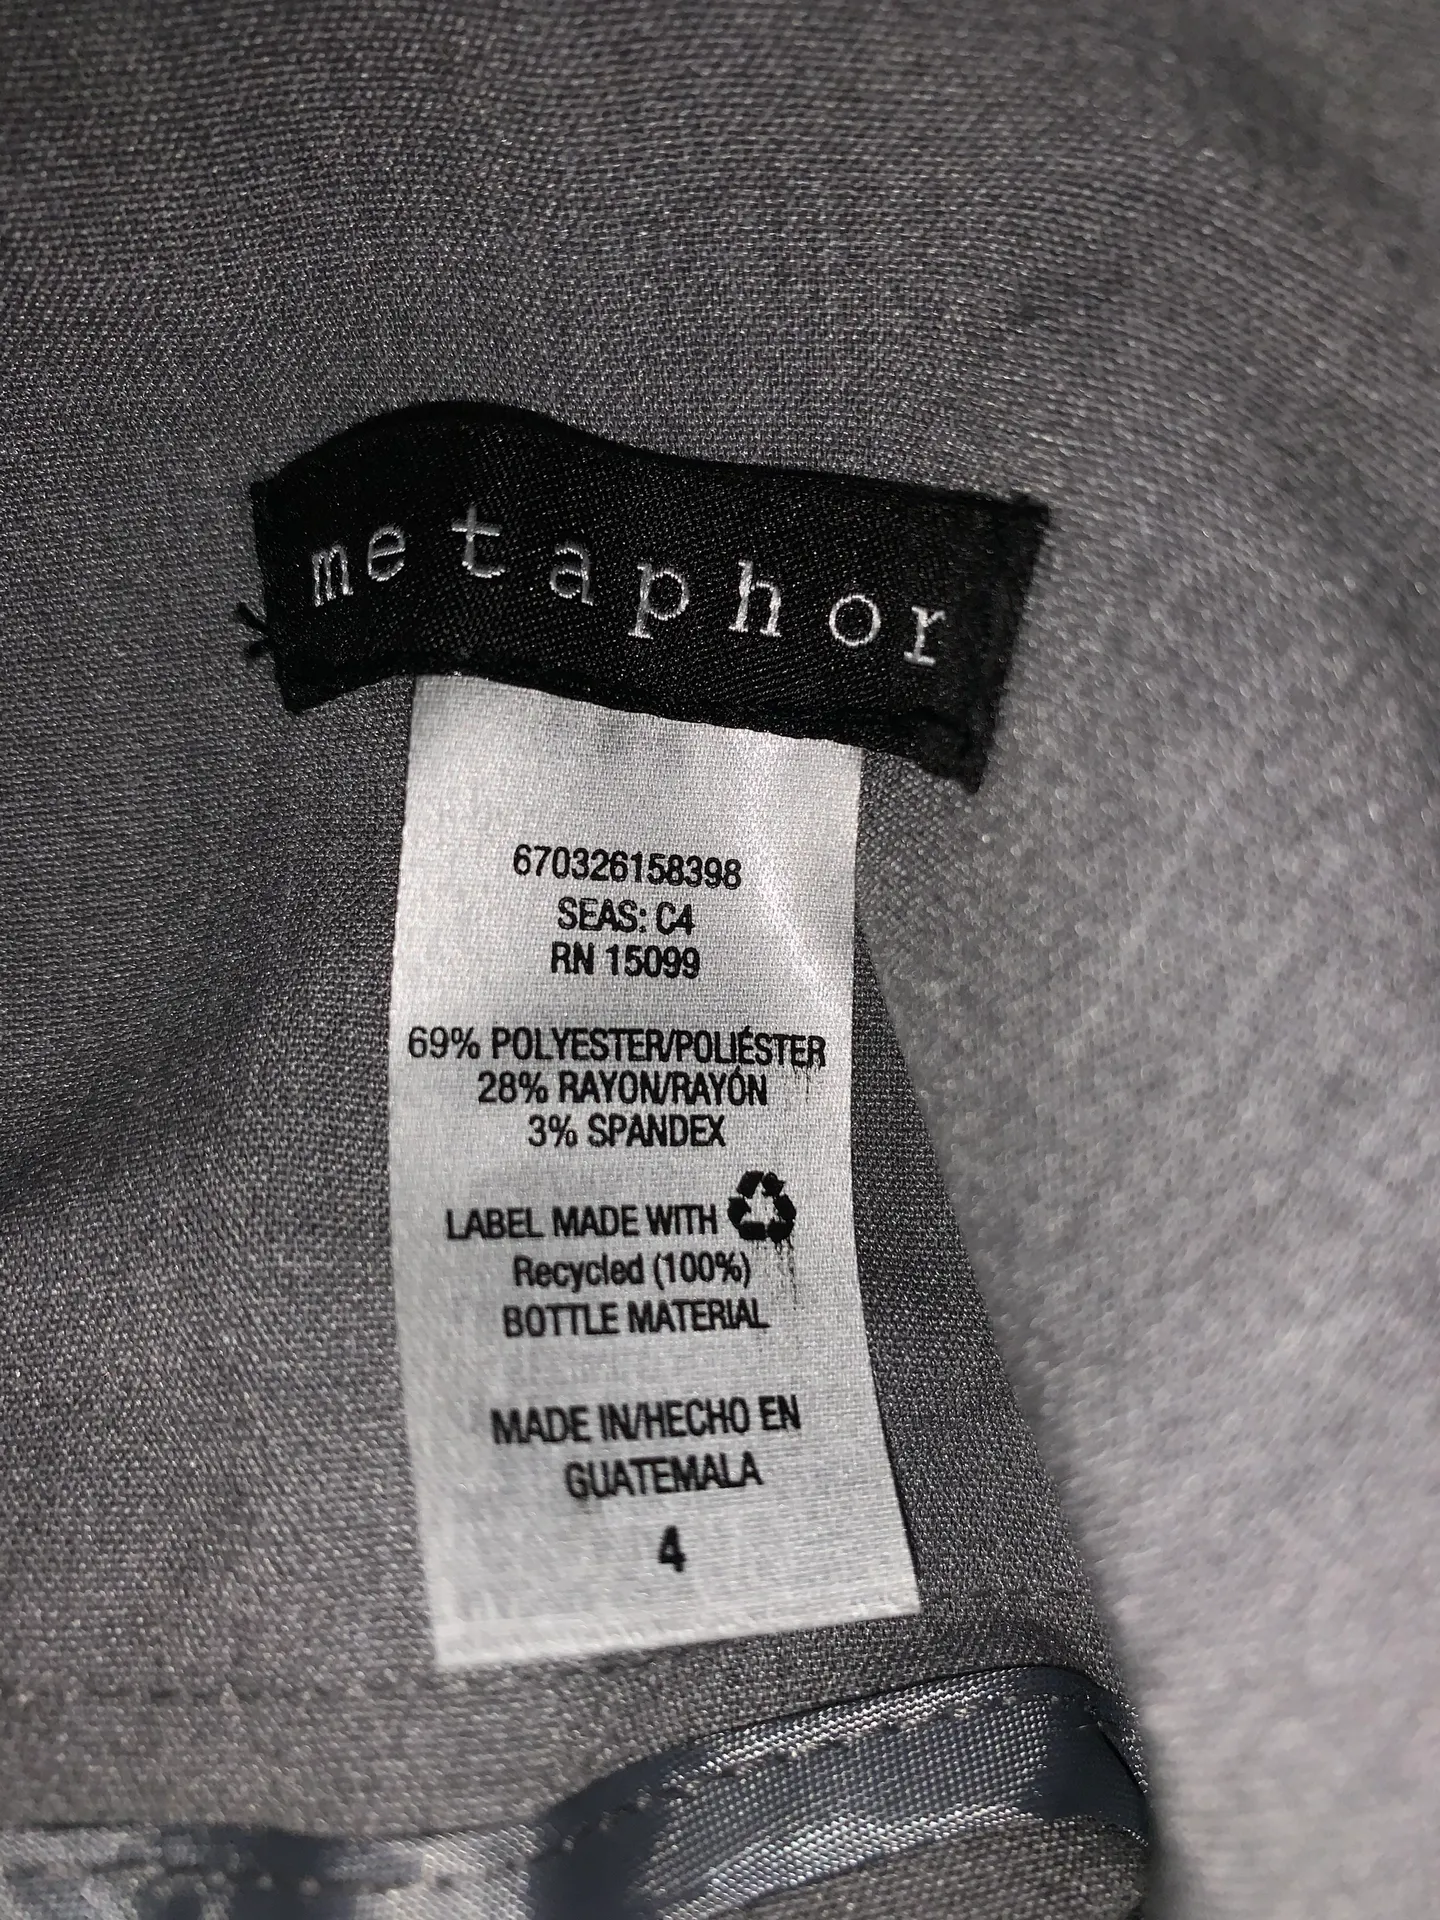 metaphor
670326158398
SEAS: C4
RN 15099
69% POLYESTER/POLIÉSTER
28% RAYON/RAYÓN
3% SPANDEX
LABEL MADE WITH
Recycled (100%)
BOTTLE MATERIAL
MADE IN/HECHO EN
GUATEMALA
4